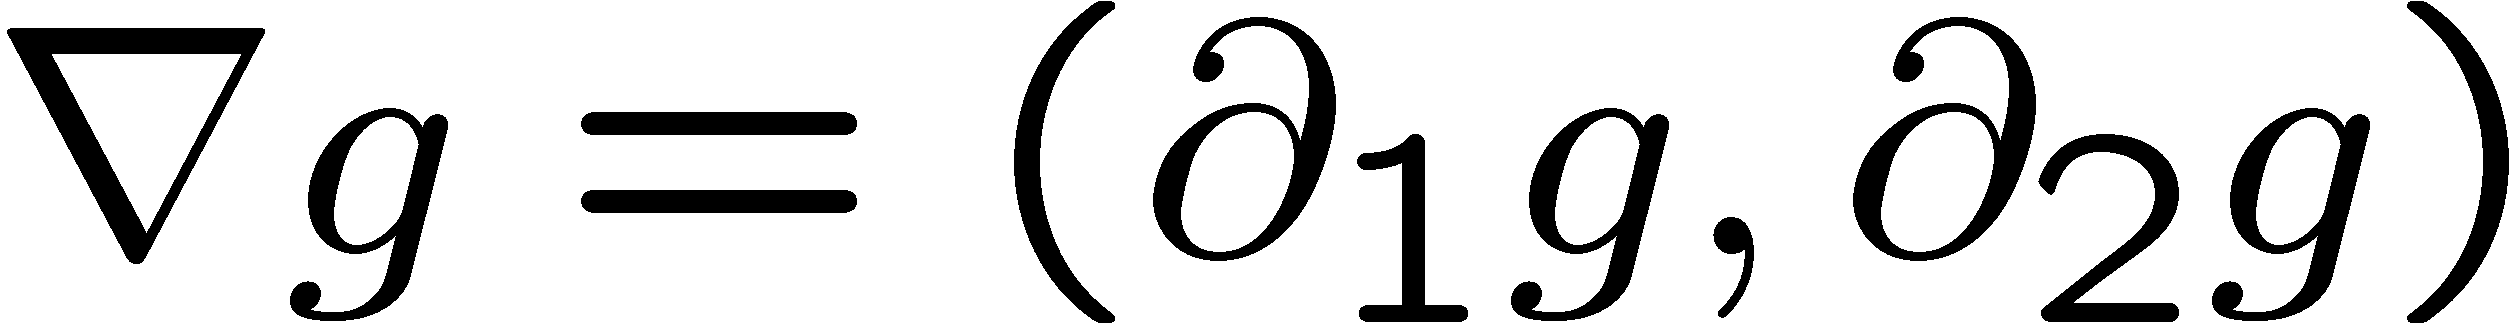 ∇g = (∂₁g, ∂₂g)